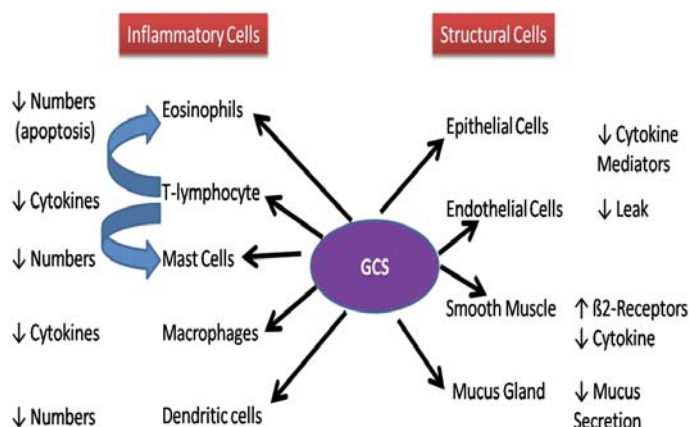 Inflammatory Cells
Structural Cells
↓ Numbers
(apoptosis)
Eosinophils
↓ Cytokines
T-lymphocyte
↓ Numbers
Mast Cells
↓ Cytokines
Macrophages
↓ Numbers
Dendritic cells
GCS
Epithelial Cells
↓ Cytokine
Mediators
Endothelial Cells
↓ Leak
Smooth Muscle
↑ ß2-Receptors
↓ Cytokine
Mucus Gland
↓ Mucus
Secretion